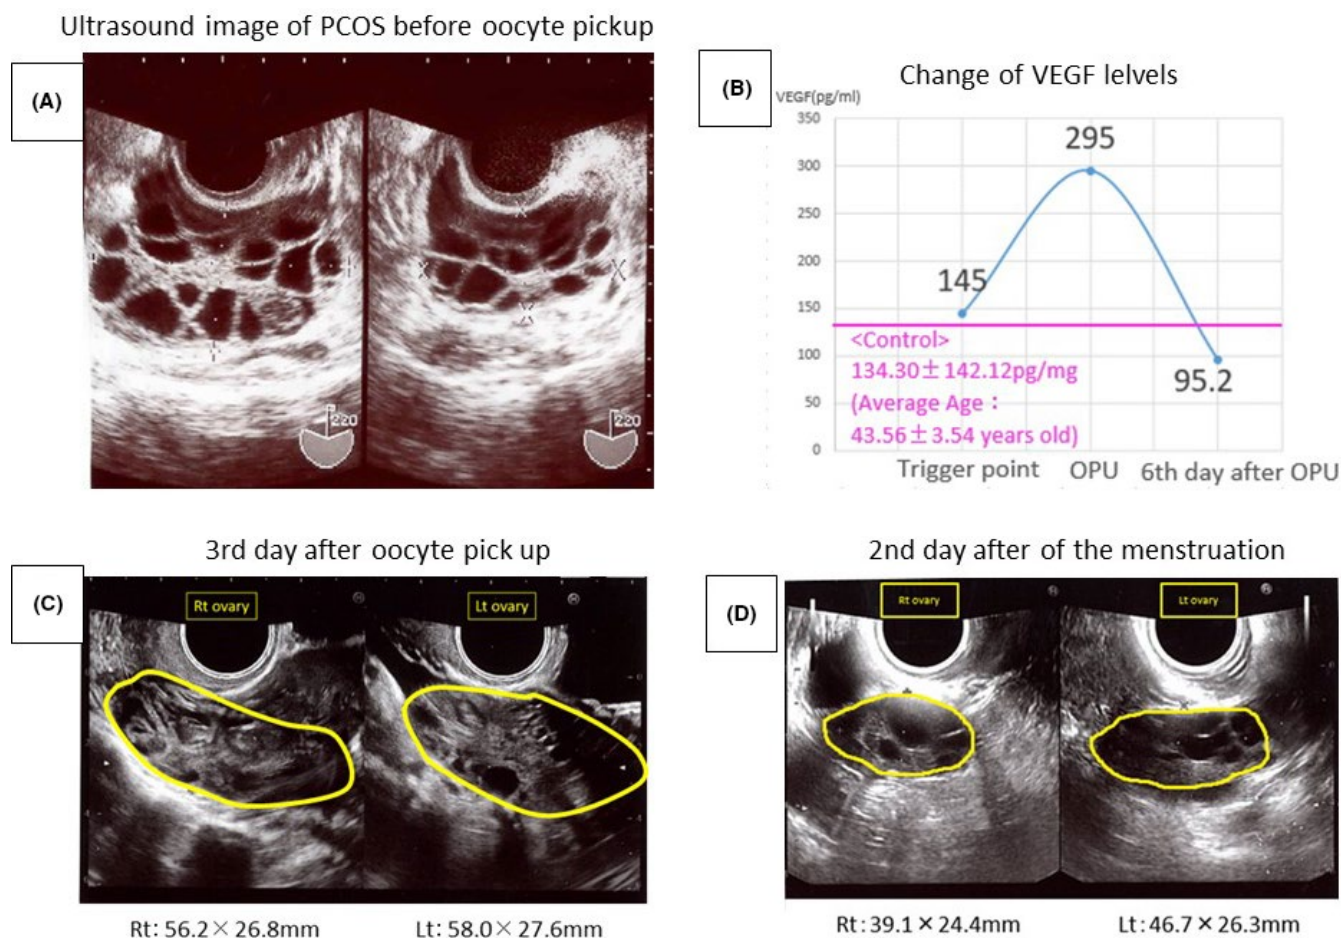 Ultrasound image of PCOS before oocyte pickup
(A)
220
220
(B)
Change of VEGF lelvels
VEGF(pg/ml)
350
300
250
200
150
100
50
0
295
145
95.2
<Control>
134.30±142.12pg/mg
(Average Age：
43.56±3.54 years old)
Trigger point OPU 6th day after OPU
3rd day after oocyte pick up
(C)
Rt ovary
Lt ovary
Rt: 56.2×26.8mm Lt: 58.0×27.6mm
2nd day after of the menstruation
(D)
Rt ovary
Lt ovary
Rt:39.1×24.4mm Lt:46.7×26.3mm